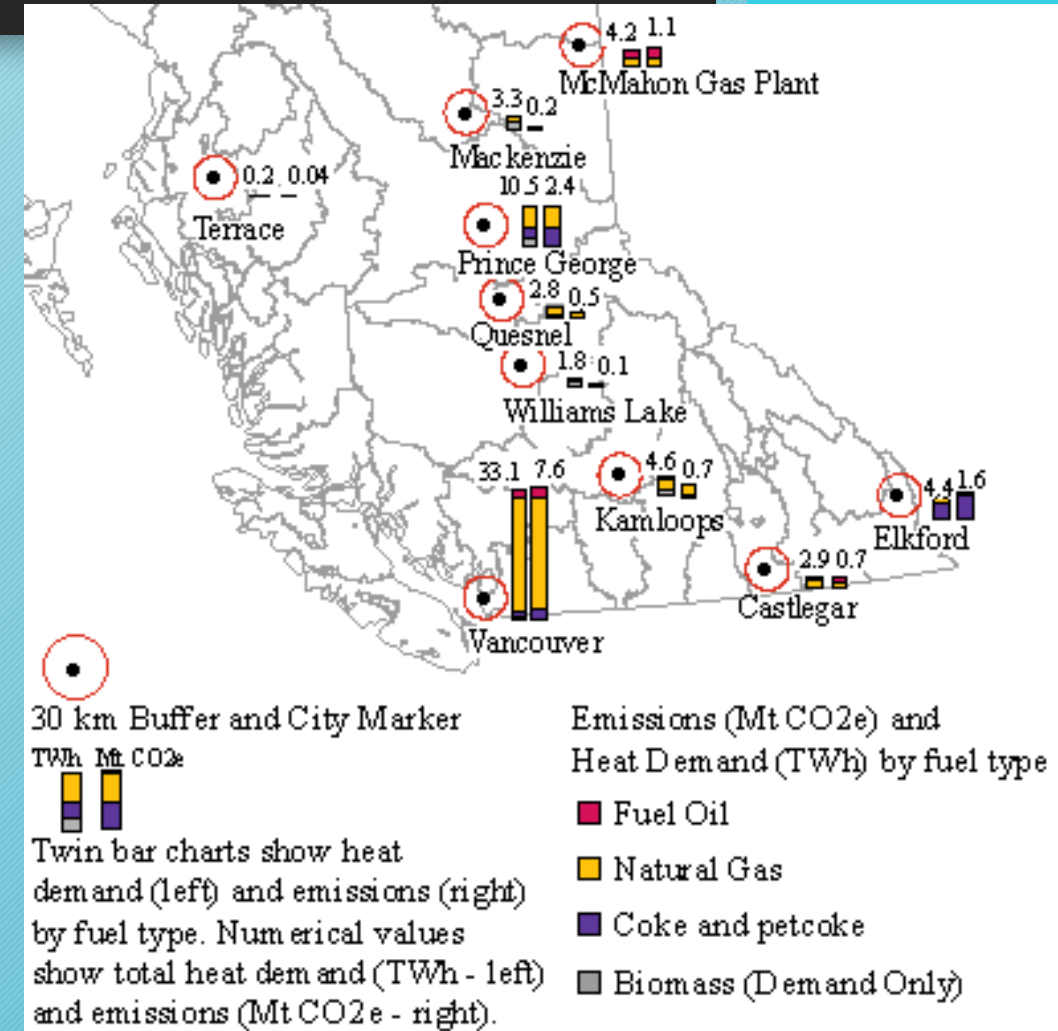 4.2 1.1
McMahon Gas Plant
3.3 0.2
Mackenzie
0.2 0.04
Terrace
10.5 2.4
Prince George
2.8 0.5
Quesnel
1.8 0.1
Williams Lake
33.1 7.6
Vancouver
4.6 0.7
Kamloops
4.4 1.6
Elkford
2.9 0.7
Castlegar
30 km Buffer and City Marker
TWh Mt CO2e
Twin bar charts show heat
demand (left) and emissions (right)
by fuel type. Numerical values
show total heat demand (TWh - left)
and emissions (Mt CO2e - right).
Emissions (Mt CO2e) and
Heat Demand (TWh) by fuel type
Fuel Oil
Natural Gas
Coke and petcoke
Biomass (Demand Only)